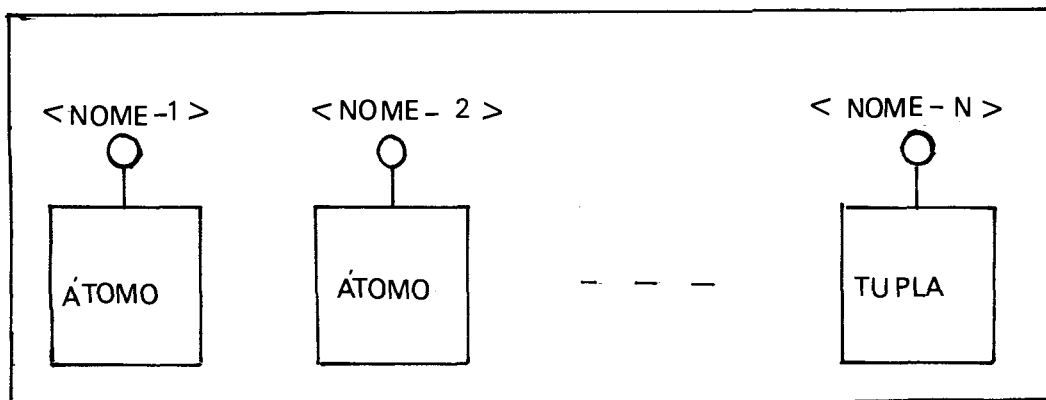 <NOME-1> <NOME-2> <NOME-N>
ÁTOMO ÁTOMO - - - TUPLA